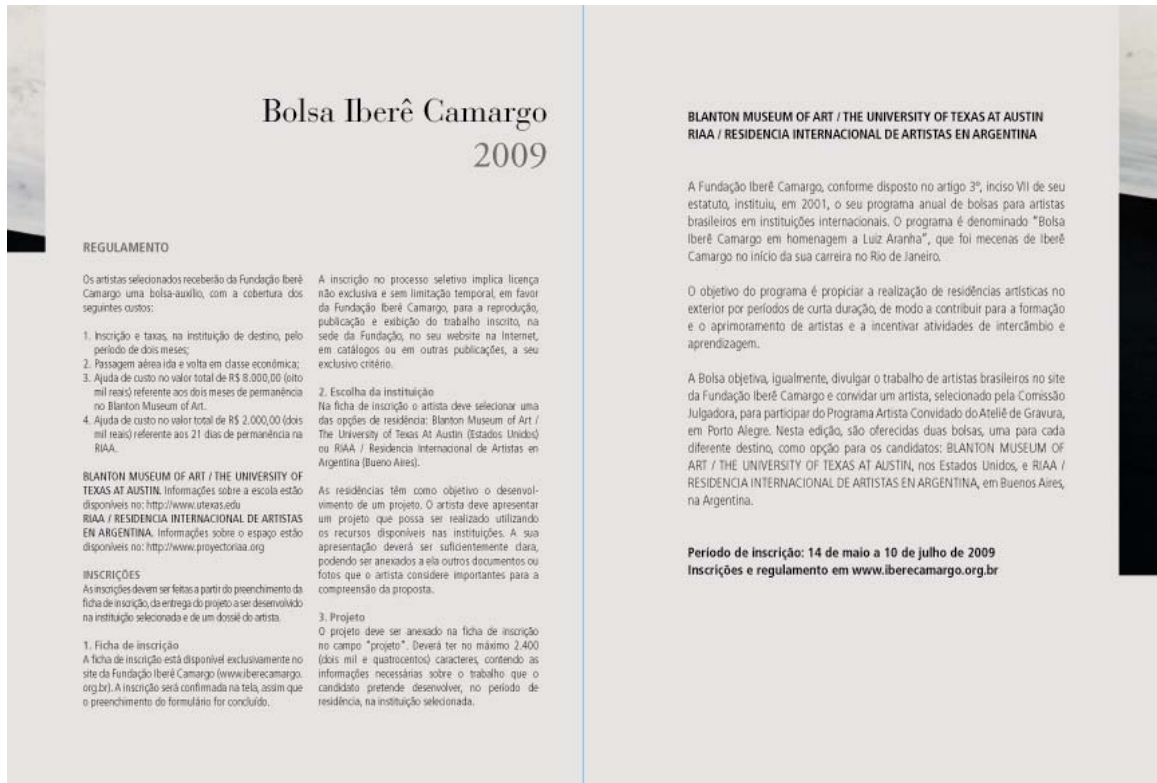 Bolsa Iberê Camargo
2009
REGULAMENTO
Os artistas selecionados receberão da Fundação Iberê
Camargo uma bolsa-auxílio, com a cobertura dos
seguintes custos:
1. Inscrição e taxas, na instituição de destino, pelo
período de dois meses;
2. Passagem aérea ida e volta em classe econômica;
3. Ajuda de custo no valor total de R$ 8.000,00 (oito
mil reais) referente aos dois meses de permanência
no Blanton Museum of Art.
4. Ajuda de custo no valor total de R$ 2.000,00 (dois
mil reais) referente aos 21 dias de permanência na
RIAA.
BLANTON MUSEUM OF ART / THE UNIVERSITY OF
TEXAS AT AUSTIN. Informações sobre a escola estão
disponíveis no: http://www.utexas.edu
RIAA / RESIDENCIA INTERNACIONAL DE ARTISTAS
EN ARGENTINA. Informações sobre o espaço estão
disponíveis no: http://www.proyectoriaa.org
INSCRIÇÕES
As inscrições devem ser feitas a partir do preenchimento da
ficha de inscrição, da entrega do projeto a ser desenvolvido
na instituição selecionada e de um dossiê do artista.
1. Ficha de inscrição
A ficha de inscrição está disponível exclusivamente no
site da Fundação Iberê Camargo (www.iberecamargo.
org.br). A inscrição será confirmada na tela, assim que
o preenchimento do formulário for concluído.
A inscrição no processo seletivo implica licença
não exclusiva e sem limitação temporal, em favor
da Fundação Iberê Camargo, para a reprodução,
publicação e exibição do trabalho inscrito, na
sede da Fundação, no seu website na Internet,
em catálogos ou em outras publicações, a seu
exclusivo critério.
2. Escolha da instituição
Na ficha de inscrição o artista deve selecionar uma
das opções de residência: Blanton Museum of Art /
The University of Texas At Austin (Estados Unidos)
ou RIAA / Residencia Internacional de Artistas en
Argentina (Bueno Aires).
As residências têm como objetivo o desenvol-
vimento de um projeto. O artista deve apresentar
um projeto que possa ser realizado utilizando
os recursos disponíveis nas instituições. A sua
apresentação deverá ser suficientemente clara,
podendo ser anexados a ela outros documentos ou
fotos que o artista considere importantes para a
compreensão da proposta.
3. Projeto
O projeto deve ser anexado na ficha de inscrição
no campo "projeto". Deverá ter no máximo 2.400
(dois mil e quatrocentos) caracteres, contendo as
informações necessárias sobre o trabalho que o
candidato pretende desenvolver, no período de
residência, na instituição selecionada.
BLANTON MUSEUM OF ART / THE UNIVERSITY OF TEXAS AT AUSTIN
RIAA / RESIDENCIA INTERNACIONAL DE ARTISTAS EN ARGENTINA
A Fundação Iberê Camargo, conforme disposto no artigo 3º, inciso VII de seu
estatuto, instituiu, em 2001, o seu programa anual de bolsas para artistas
brasileiros em instituições internacionais. O programa é denominado "Bolsa
Iberê Camargo em homenagem a Luiz Aranha", que foi mecenas de Iberê
Camargo no início da sua carreira no Rio de Janeiro.
O objetivo do programa é propiciar a realização de residências artísticas no
exterior por períodos de curta duração, de modo a contribuir para a formação
e o aprimoramento de artistas e a incentivar atividades de intercâmbio e
aprendizagem.
A Bolsa objetiva, igualmente, divulgar o trabalho de artistas brasileiros no site
da Fundação Iberê Camargo e convidar um artista, selecionado pela Comissão
Julgadora, para participar do Programa Artista Convidado do Ateliê de Gravura,
em Porto Alegre. Nesta edição, são oferecidas duas bolsas, uma para cada
diferente destino, como opção para os candidatos: BLANTON MUSEUM OF
ART / THE UNIVERSITY OF TEXAS AT AUSTIN, nos Estados Unidos, e RIAA /
RESIDENCIA INTERNACIONAL DE ARTISTAS EN ARGENTINA, em Buenos Aires,
na Argentina.
Período de inscrição: 14 de maio a 10 de julho de 2009
Inscrições e regulamento em www.iberecamargo.org.br